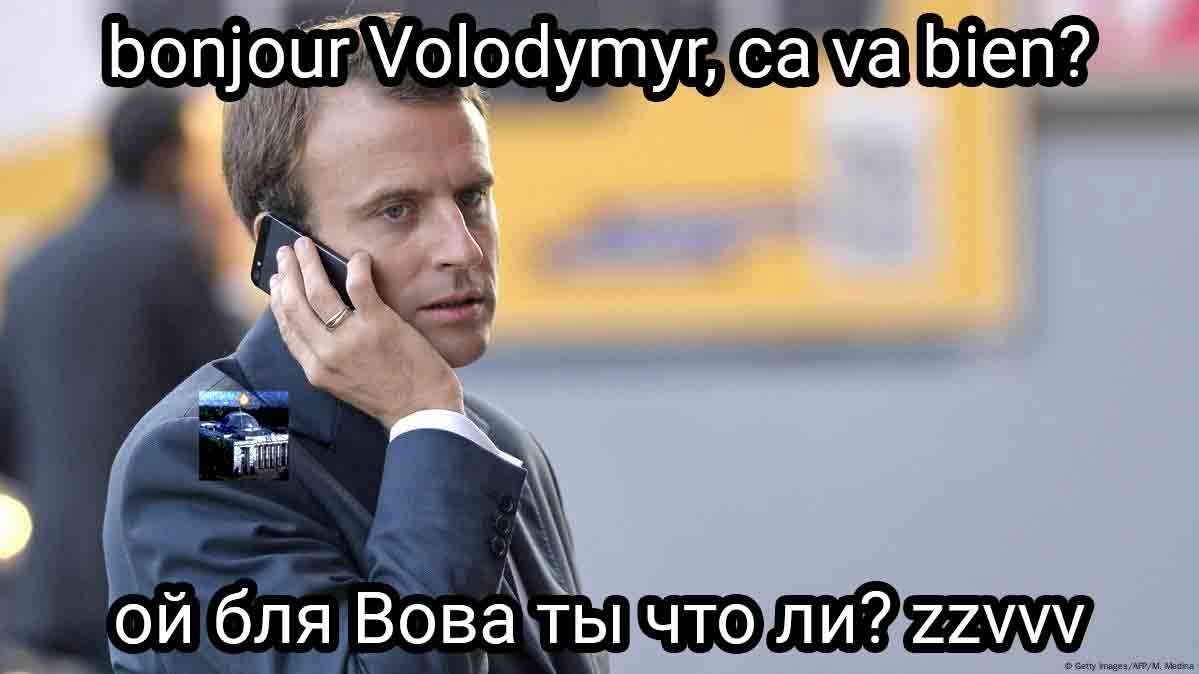 bonjour Volodymyr, ca va bien?
ой бля Вова ты что ли? zzvvv
© Getty Images/AFP/M. Medina